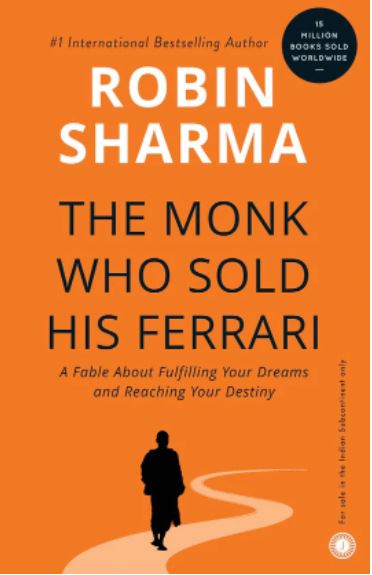 #1 International Bestselling Author
15
MILLION
BOOKS SOLD
WORLDWIDE
ROBIN
SHARMA
THE MONK
WHO SOLD
HIS FERRARI
A Fable About Fulfilling Your Dreams
and Reaching Your Destiny
For sale in the Indian Subcontinent only
J